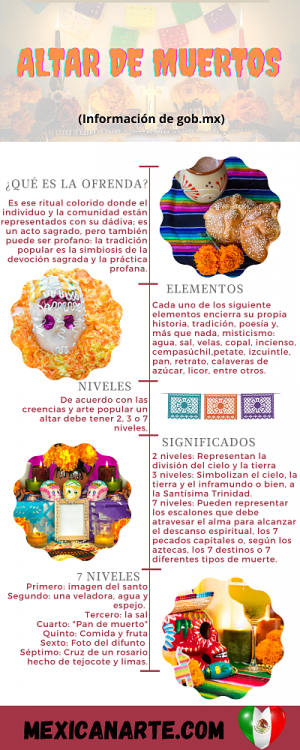 ALTAR DE MUERTOS
(Información de gob.mx)
¿QUÉ ES LA OFRENDA?
Es ese ritual colorido donde el
individuo y la comunidad están
representados con su dádiva; es
un acto sagrado, pero también
puede ser profano: la tradición
popular es la simbiosis de la
devoción sagrada y la práctica
profana.
ELEMENTOS
Cada uno de los siguiente
elementos encierra su propia
historia, tradición, poesía y,
más que nada, misticismo:
agua, sal, velas, copal, incienso,
cempasúchil,petate, izcuintle,
pan, retrato, calaveras de
azúcar, licor, entre otros.
NIVELES
De acuerdo con las
creencias y arte popular un
altar debe tener 2, 3 o 7
niveles.
SIGNIFICADOS
2 niveles: Representan la
división del cielo y la tierra
3 niveles: Simbolizan el cielo, la
tierra y el inframundo o bien, a
la Santísima Trinidad.
7 niveles: Pueden representar
los escalones que debe
atravesar el alma para alcanzar
el descanso espiritual, los 7
pecados capitales o, según los
aztecas, los 7 destinos o 7
diferentes tipos de muerte.
7 NIVELES
Primero: imagen del santo
Segundo: una veladora, agua y
espejo.
Tercero: la sal
Cuarto: "Pan de muerto"
Quinto: Comida y fruta
Sexto: Foto del difunto
Séptimo: Cruz de un rosario
hecho de tejocote y limas.
MEXICANARTE.COM